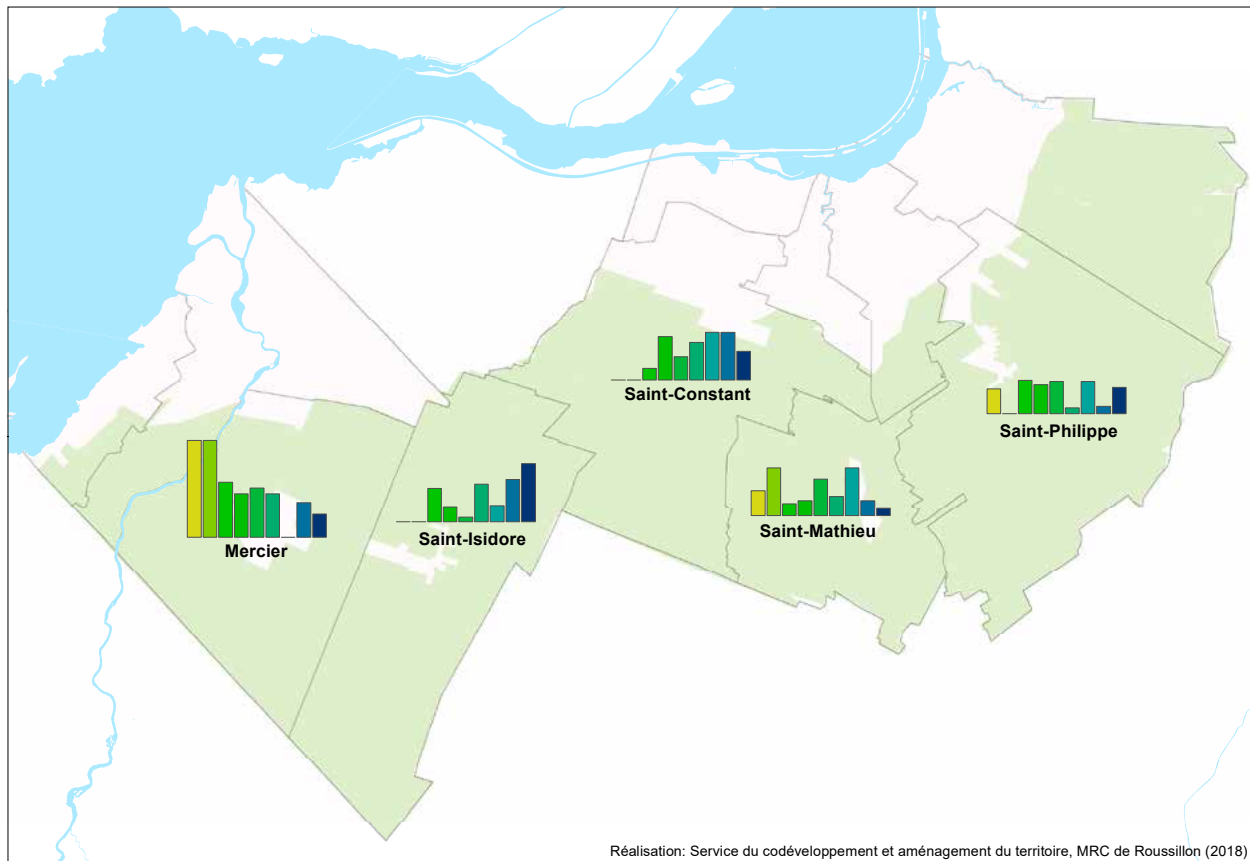 Saint-Constant
Saint-Philippe
Saint-Mathieu
Saint-Isidore
Mercier
Réalisation: Service du codéveloppement et aménagement du territoire, MRC de Roussillon (2018)